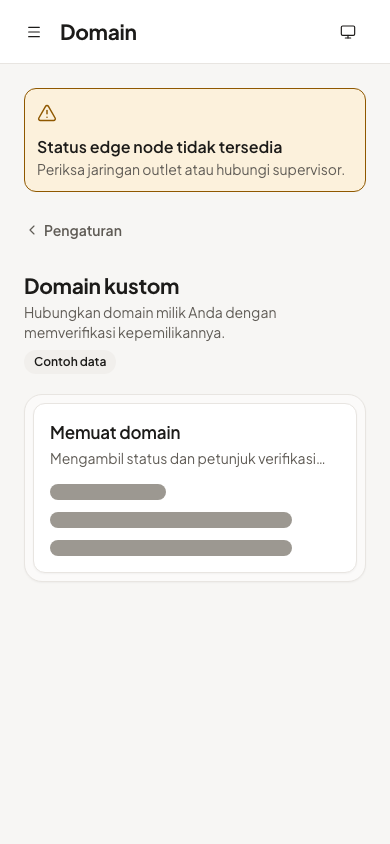 Domain
Status edge node tidak tersedia
Periksa jaringan outlet atau hubungi supervisor.
Pengaturan
Domain kustom
Hubungkan domain milik Anda dengan
memverifikasi kepemilikannya.
Contoh data
Memuat domain
Mengambil status dan petunjuk verifikasi…